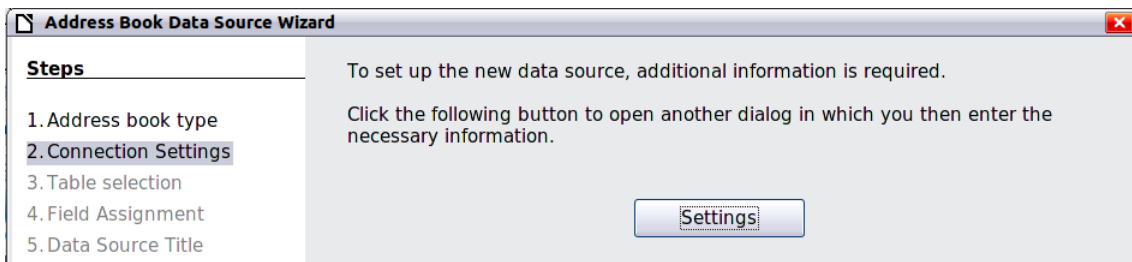 Address Book Data Source Wizard
Steps
1. Address book type
2. Connection Settings
3. Table selection
4. Field Assignment
5. Data Source Title
To set up the new data source, additional information is required.
Click the following button to open another dialog in which you then enter the
necessary information.
Settings